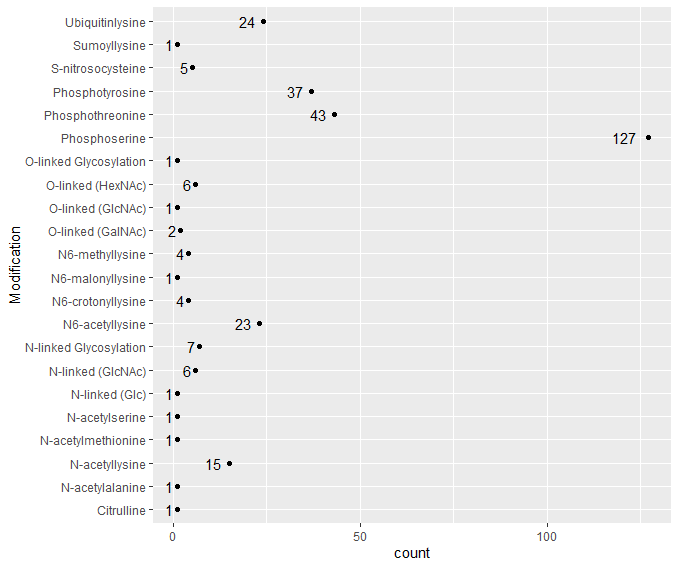 Modification
Ubiquitinlysine 24
Sumoyllysine 1
S-nitrosocysteine 5
Phosphotyrosine 37
Phosphothreonine 43
Phosphoserine 127
O-linked Glycosylation 1
O-linked (HexNAc) 6
O-linked (GlcNAc) 1
O-linked (GalNAc) 2
N6-methyllysine 4
N6-malonyllysine 1
N6-crotonyllysine 4
N6-acetyllysine 23
N-linked Glycosylation 7
N-linked (GlcNAc) 6
N-linked (Glc) 1
N-acetylserine 1
N-acetylmethionine 1
N-acetyllysine 15
N-acetylalanine 1
Citrulline 1
0 50 100
count